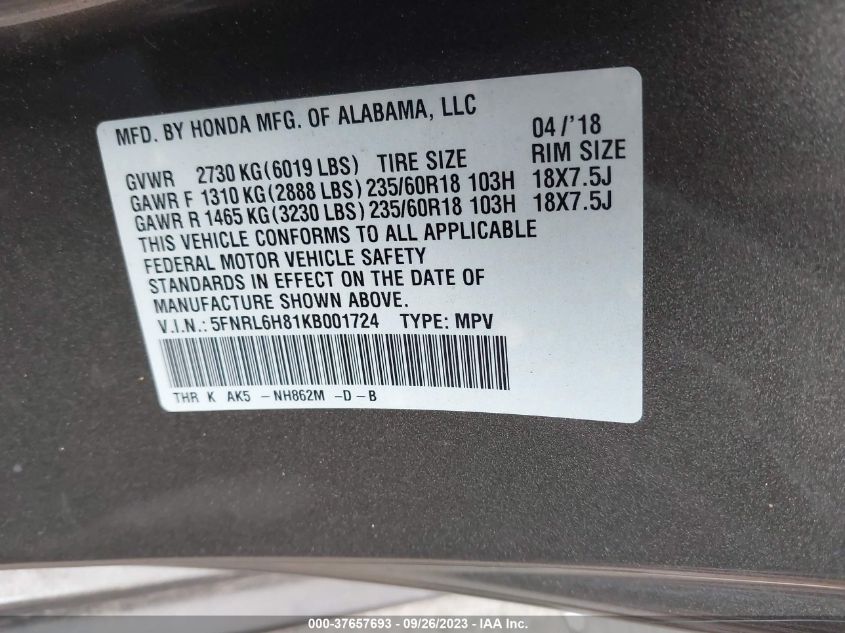 MFD. BY HONDA MFG. OF ALABAMA, LLC 04/'18
GVWR 2730 KG(6019 LBS) TIRE SIZE RIM SIZE
GAWR F 1310 KG(2888 LBS) 235/60R18 103H 18X7.5J
GAWR R 1465 KG(3230 LBS) 235/60R18 103H 18X7.5J
THIS VEHICLE CONFORMS TO ALL APPLICABLE
FEDERAL MOTOR VEHICLE SAFETY
STANDARDS IN EFFECT ON THE DATE OF
MANUFACTURE SHOWN ABOVE.
V.I.N.: 5FNRL6H81KB001724 TYPE: MPV
THR K AK5 -NH862M -D-B
000-37657693 - 09/26/2023 - IAA Inc.